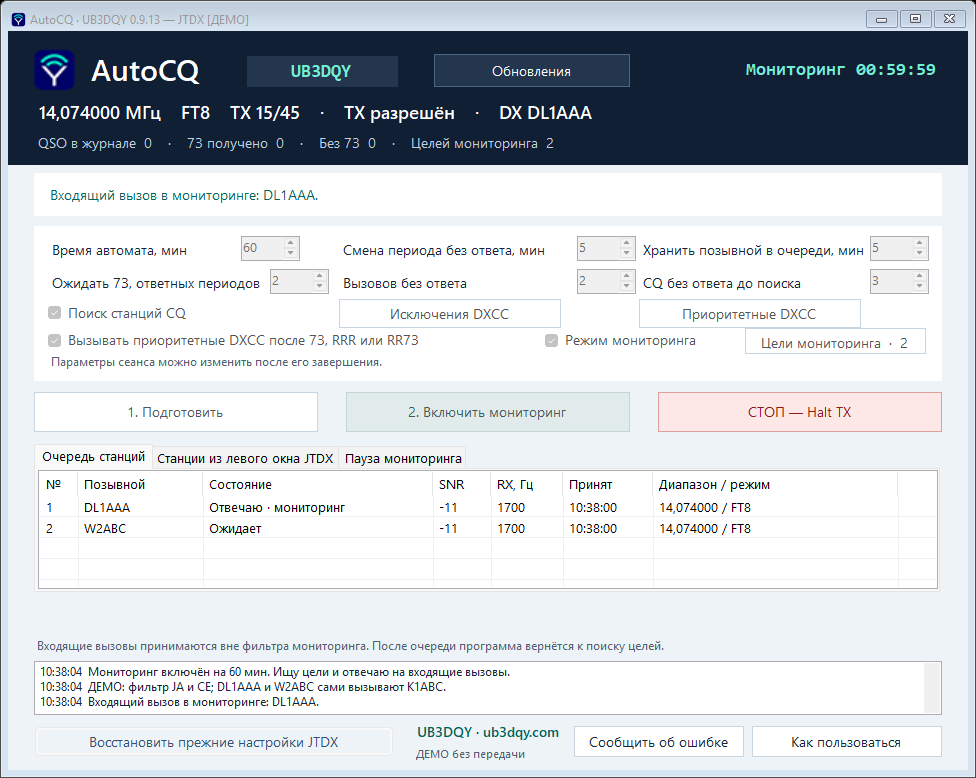 AutoCQ · UB3DQY 0.9.13 — JTDX [ДЕМО]
AutoCQ
UB3DQY
Обновления
Мониторинг 00:59:59
14,074000 МГц FT8 TX 15/45 · TX разрешён · DX DL1AAA
QSO в журнале 0 · 73 получено 0 · Без 73 0 · Целей мониторинга 2
Входящий вызов в мониторинге: DL1AAA.
Время автомата, мин 60 Смена периода без ответа, мин 5 Хранить позывной в очереди, мин 5
Ожидать 73, ответных периодов 2 Вызовов без ответа 2 CQ без ответа до поиска 3
Поиск станций CQ Исключения DXCC Приоритетные DXCC
Вызывать приоритетные DXCC после 73, RRR или RR73 Режим мониторинга Цели мониторинга · 2
Параметры сеанса можно изменить после его завершения.
1. Подготовить 2. Включить мониторинг СТОП — Halt TX
Очередь станций Станции из левого окна JTDX Пауза мониторинга
№ Позывной Состояние SNR RX, Гц Принят Диапазон / режим
1 DL1AAA Отвечаю · мониторинг -11 1700 10:38:00 14,074000 / FT8
2 W2ABC Ожидает -11 1700 10:38:00 14,074000 / FT8
Входящие вызовы принимаются вне фильтра мониторинга. После очереди программа вернётся к поиску целей.
10:38:04 Мониторинг включён на 60 мин. Ищу цели и отвечаю на входящие вызовы.
10:38:04 ДЕМО: фильтр JA и CE; DL1AAA и W2ABC сами вызывают K1ABC.
10:38:04 Входящий вызов в мониторинге: DL1AAA.
Восстановить прежние настройки JTDX
UB3DQY · ub3dqy.com
ДЕМО без передачи
Сообщить об ошибке
Как пользоваться